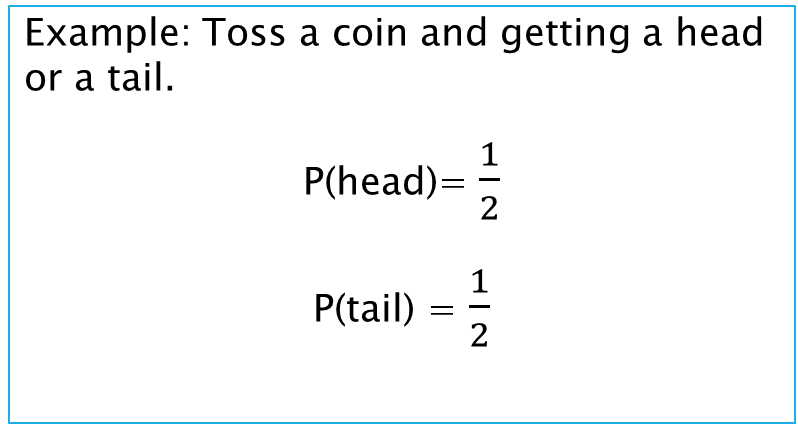 Example: Toss a coin and getting a head
or a tail.
P(head)= 1/2
P(tail) = 1/2